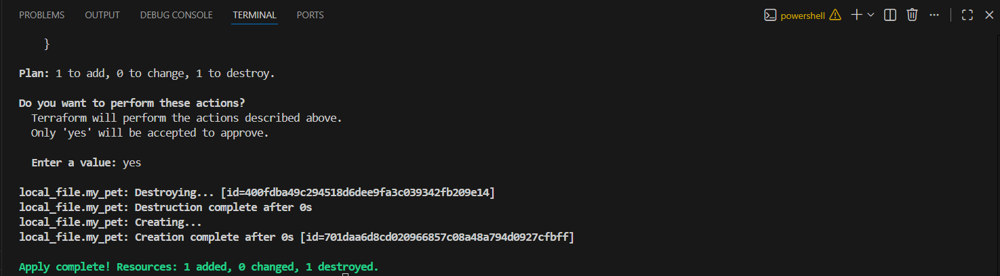 PROBLEMS OUTPUT DEBUG CONSOLE TERMINAL PORTS powershell
}
Plan: 1 to add, 0 to change, 1 to destroy.
Do you want to perform these actions?
Terraform will perform the actions described above.
Only 'yes' will be accepted to approve.
Enter a value: yes
local_file.my_pet: Destroying... [id=400fdba49c294518d6dee9fa3c039342fb209e14]
local_file.my_pet: Destruction complete after 0s
local_file.my_pet: Creating...
local_file.my_pet: Creation complete after 0s [id=701daa6d8cd020966857c08a48a794d0927cfbff]
Apply complete! Resources: 1 added, 0 changed, 1 destroyed.